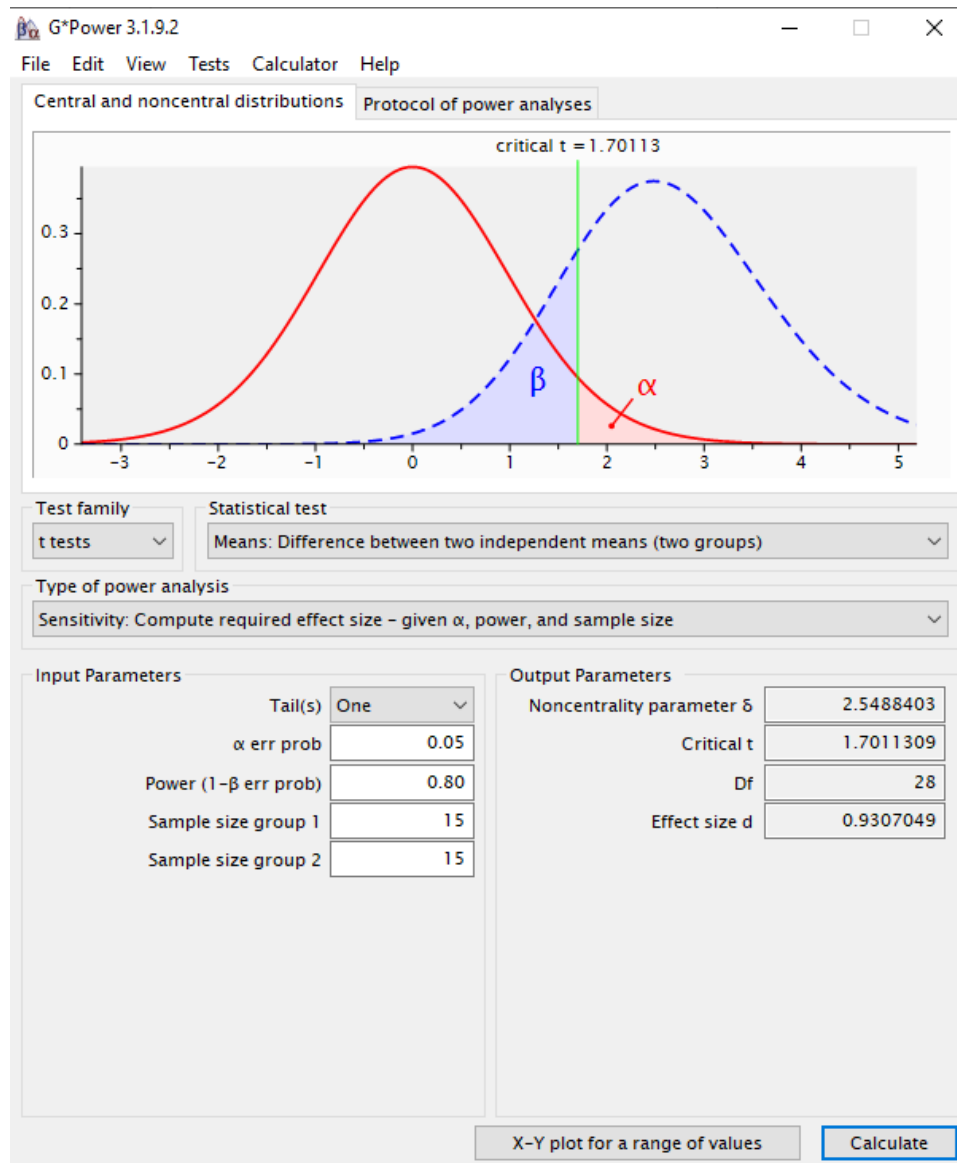 G*Power 3.1.9.2
File Edit View Tests Calculator Help
Central and noncentral distributions Protocol of power analyses
critical t = 1.70113
0.3
0.2
0.1
0
-3 -2 -1 0 1 2 3 4 5
β
α
Test family Statistical test
t tests Means: Difference between two independent means (two groups)
Type of power analysis
Sensitivity: Compute required effect size – given α, power, and sample size
Input Parameters
Tail(s) One
α err prob 0.05
Power (1-β err prob) 0.80
Sample size group 1 15
Sample size group 2 15
Output Parameters
Noncentrality parameter δ 2.5488403
Critical t 1.7011309
Df 28
Effect size d 0.9307049
X-Y plot for a range of values Calculate